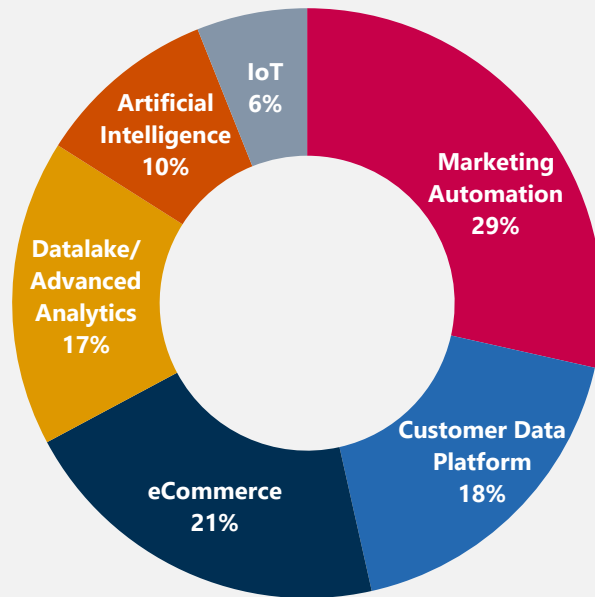 IoT
6%
Artificial
Intelligence
10%
Marketing
Automation
29%
Datalake/
Advanced
Analytics
17%
Customer Data
Platform
18%
eCommerce
21%